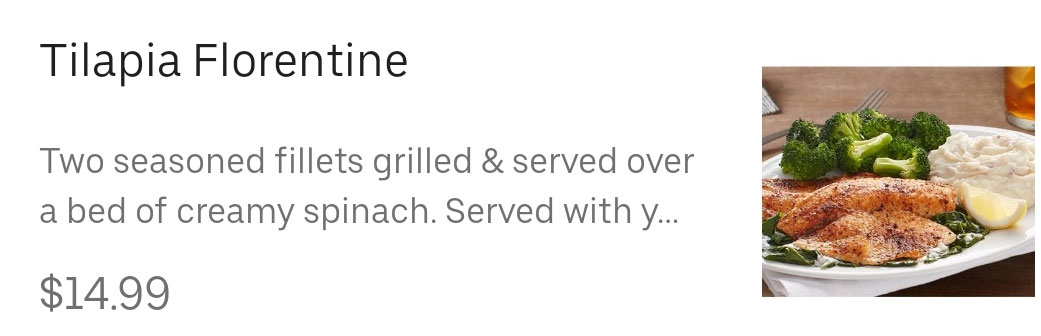 Tilapia Florentine
Two seasoned fillets grilled & served over
a bed of creamy spinach. Served with y...
$14.99